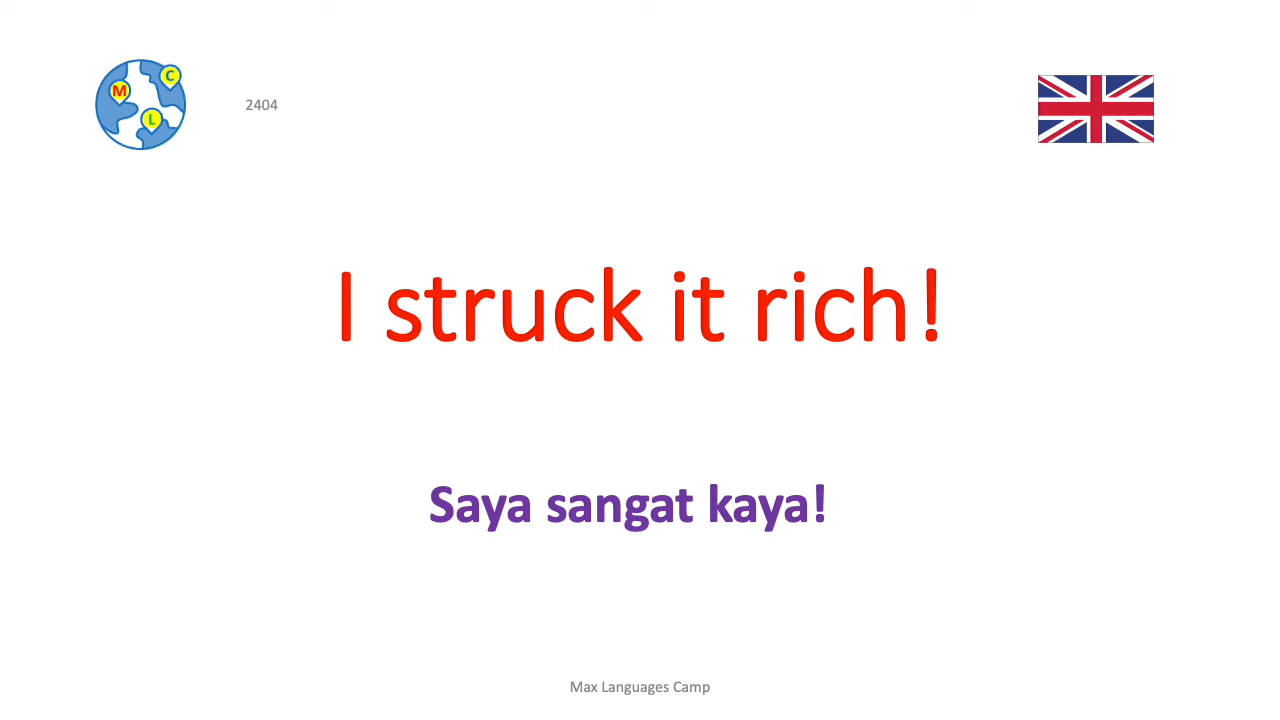 M
C
L
2404
I struck it rich!
Saya sangat kaya!
Max Languages Camp